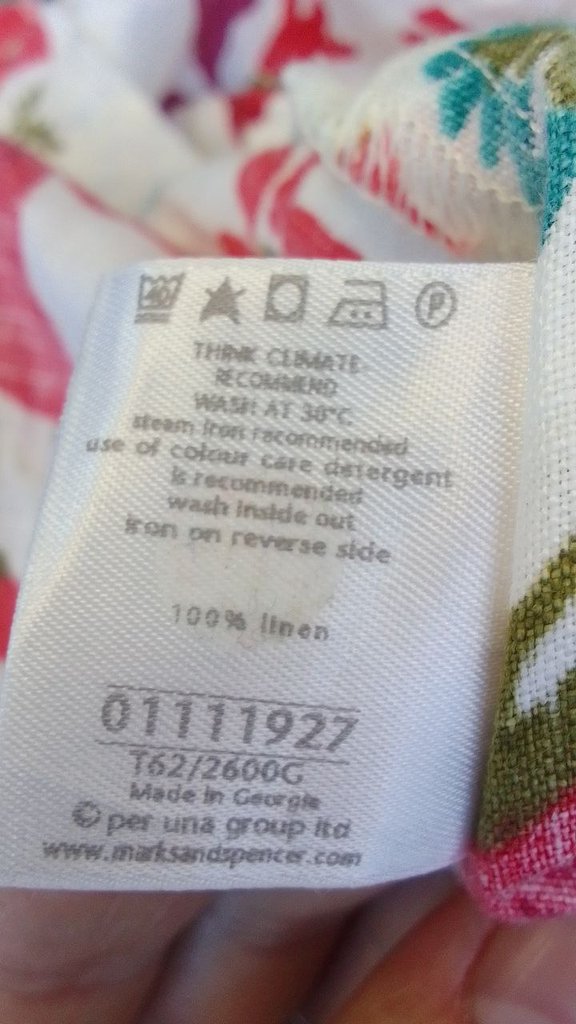 40
P
THINK CLIMATE-
RECOMMEND
WASH AT 30°C
steam iron recommended
use of colour care detergent
is recommended
wash inside out
iron on reverse side
100% linen
01111927
T62/2600G
Made in Georgia
© per una group ltd
www.marksandspencer.com